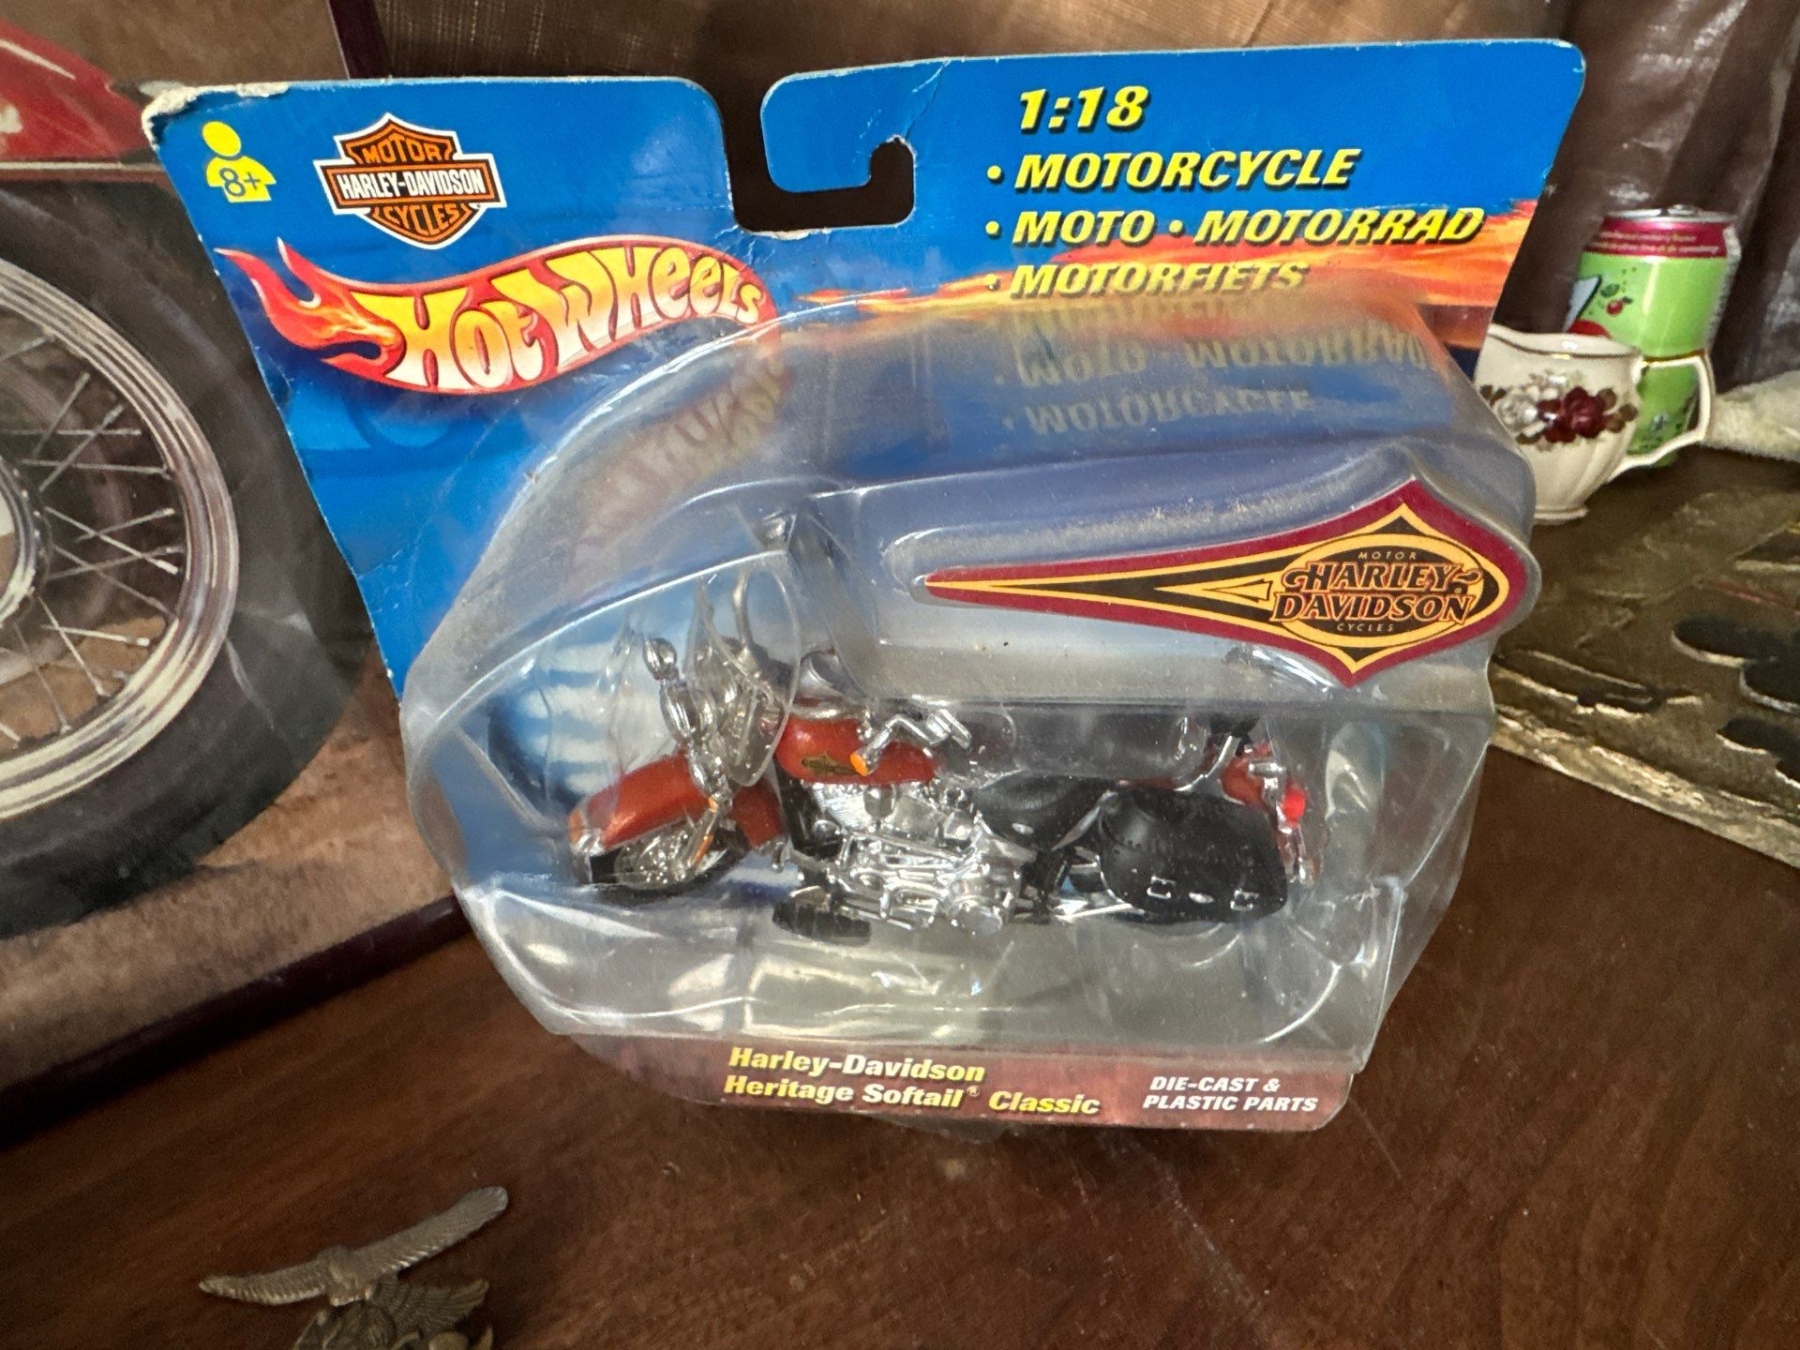 8+
MOTOR
HARLEY-DAVIDSON
CYCLES
HOT WHEELS
1:18
• MOTORCYCLE
• MOTO • MOTORRAD
• MOTORFIETS
MOTOR
HARLEY-
DAVIDSON
CYCLES
Harley-Davidson
Heritage Softail® Classic
DIE-CAST &
PLASTIC PARTS